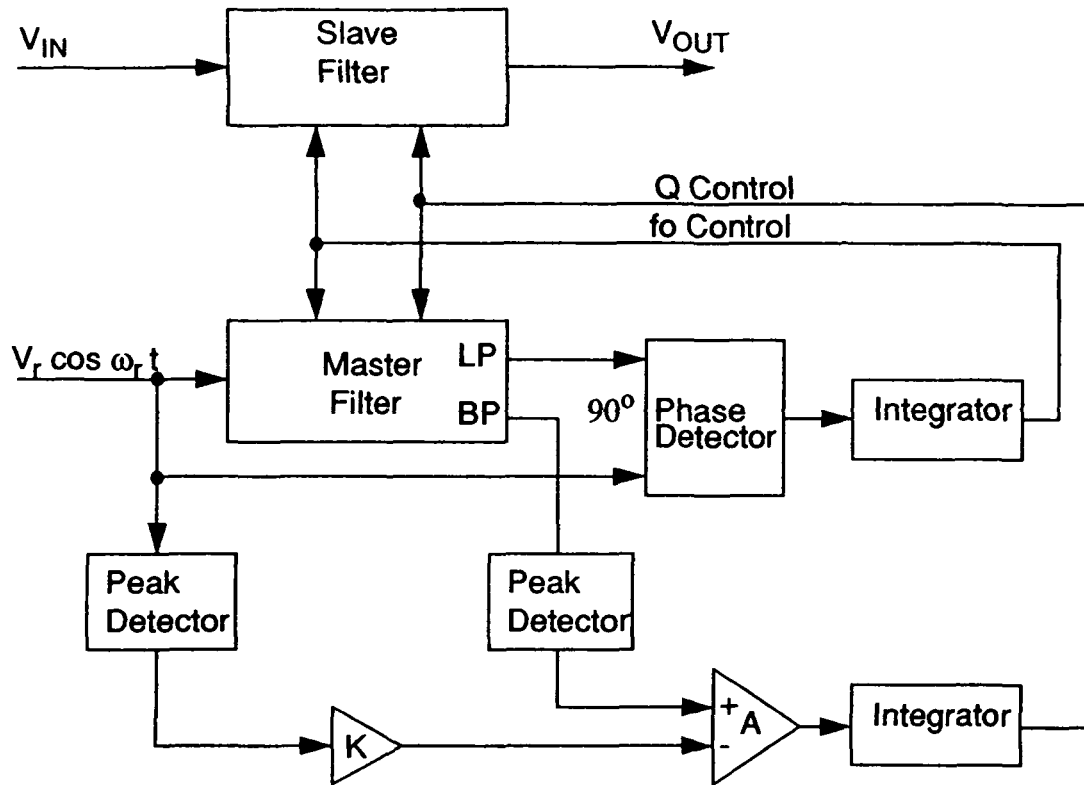 V_IN
Slave
Filter
V_OUT
Q Control
fo Control
V_r cos ω_r t
Master
Filter
LP
BP
90°
Phase
Detector
Integrator
Peak
Detector
Peak
Detector
K
+
-
A
Integrator